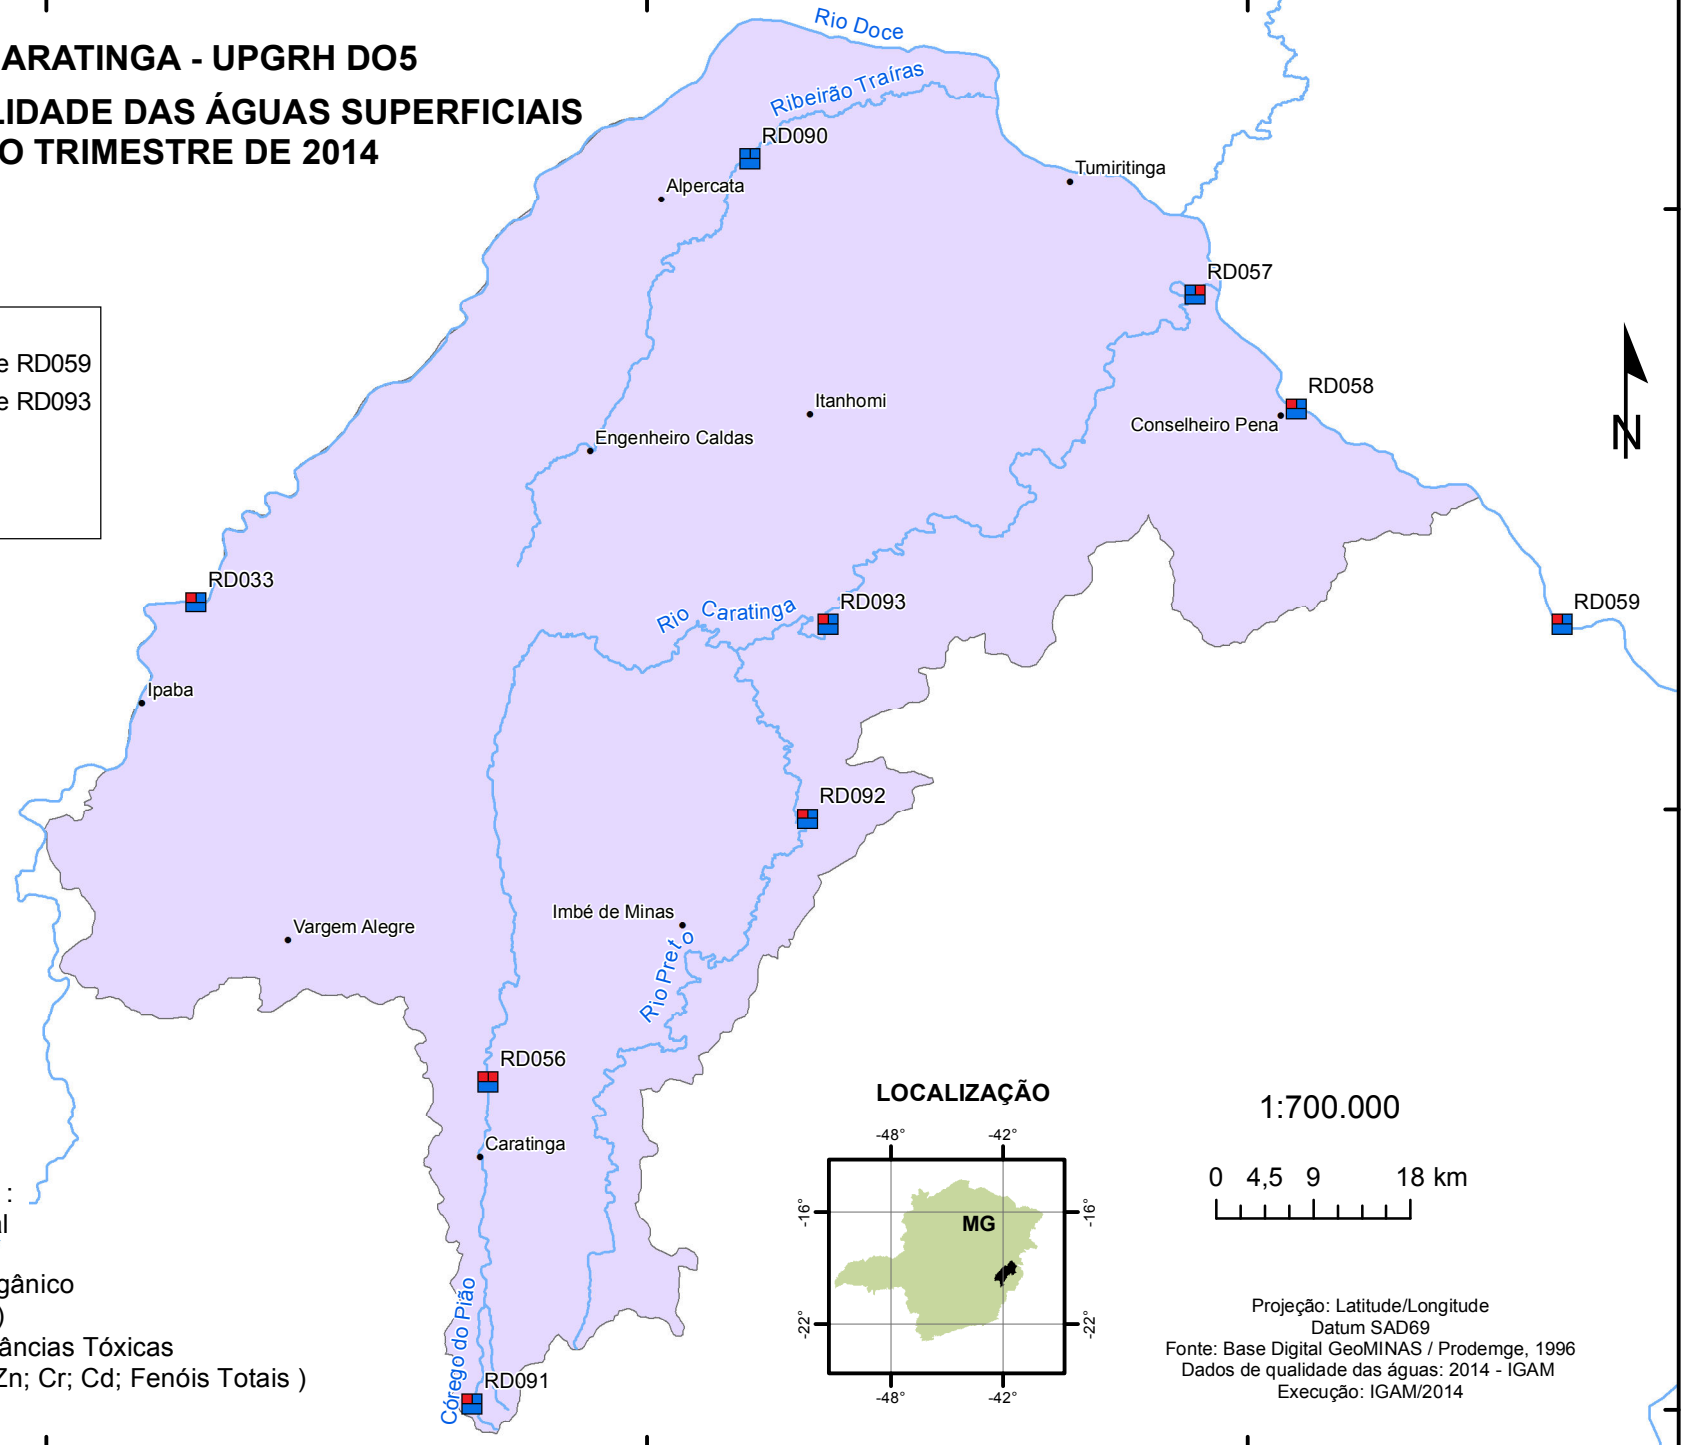 ARATINGA - UPGRH DO5
LIDADE DAS ÁGUAS SUPERFICIAIS
O TRIMESTRE DE 2014
Rio Doce
Ribeirão Traíras
RD090
Alpercata
Tumiritinga
RD057
e RD059
e RD093
RD058
Conselheiro Pena
Itanhomi
Engenheiro Caldas
N
RD033
RD093
Rio Caratinga
RD059
Ipaba
RD092
Imbé de Minas
Vargem Alegre
Rio Preto
RD056
Caratinga
Córrego do Pião
RD091
:
al
gânico
)
âncias Tóxicas
Zn; Cr; Cd; Fenóis Totais )
LOCALIZAÇÃO
-48° -42°
-16° -16°
MG
-22° -22°
-48° -42°
1:700.000
0 4,5 9 18 km
Projeção: Latitude/Longitude
Datum SAD69
Fonte: Base Digital GeoMINAS / Prodemge, 1996
Dados de qualidade das águas: 2014 - IGAM
Execução: IGAM/2014